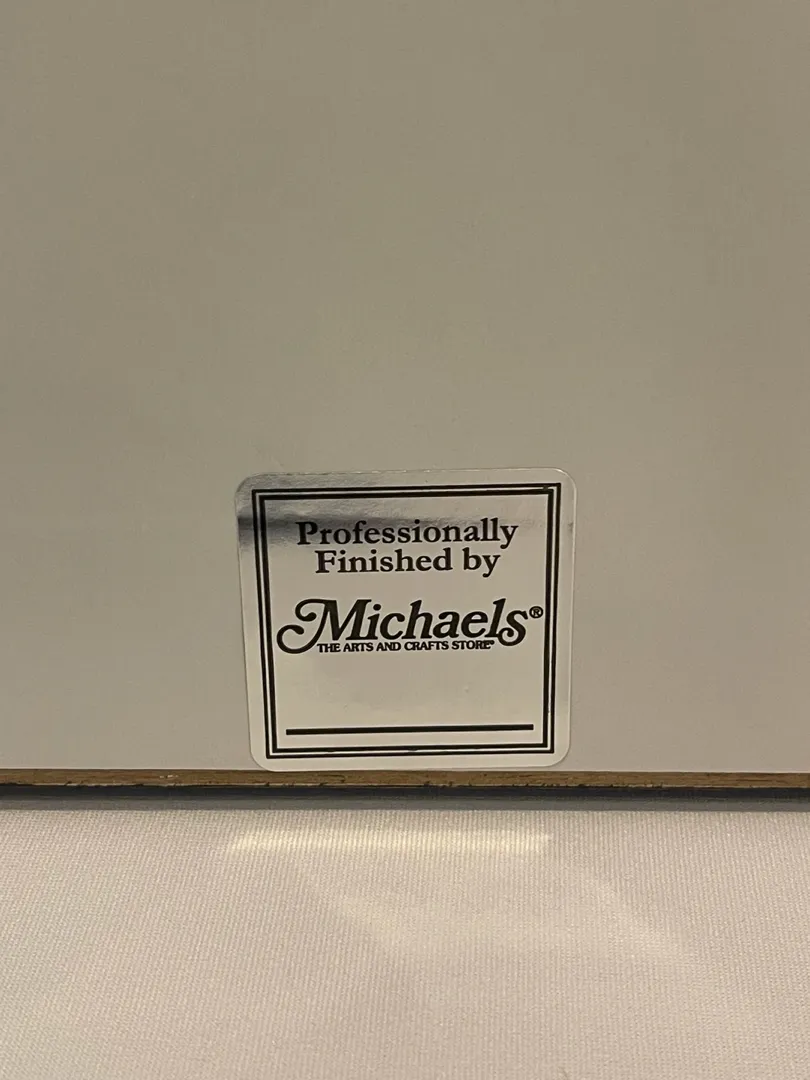 Professionally
Finished by
Michaels®
THE ARTS AND CRAFTS STORE®